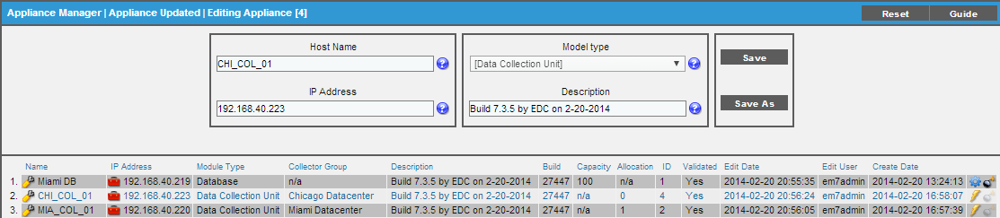 Appliance Manager | Appliance Updated | Editing Appliance [4] Reset Guide
Host Name Model type
CHI_COL_01 ? [Data Collection Unit] ? Save
IP Address Description
192.168.40.223 ? Build 7.3.5 by EDC on 2-20-2014 ? Save As
Name IP Address Module Type Collector Group Description Build Capacity Allocation ID Validated Edit Date Edit User Create Date
1. Miami DB 192.168.40.219 Database n/a Build 7.3.5 by EDC on 2-20-2014 27447 100 n/a 1 Yes 2014-02-20 20:55:35 em7admin 2014-02-20 13:24:13
2. CHI_COL_01 192.168.40.223 Data Collection Unit Chicago Datacenter Build 7.3.5 by EDC on 2-20-2014 27447 n/a 0 4 Yes 2014-02-20 20:56:24 em7admin 2014-02-20 16:58:07
3. MIA_COL_01 192.168.40.220 Data Collection Unit Miami Datacenter Build 7.3.5 by EDC on 2-20-2014 27447 n/a 1 2 Yes 2014-02-20 20:56:05 em7admin 2014-02-20 16:57:39